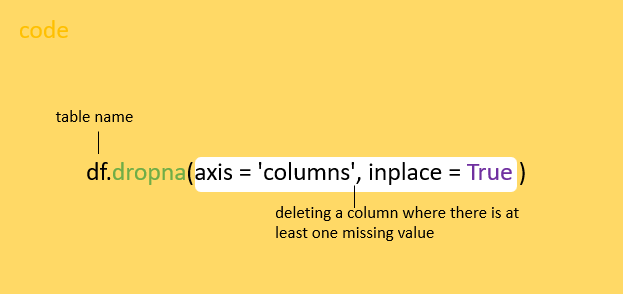 code
table name
df.dropna(axis = 'columns', inplace = True )
deleting a column where there is at
least one missing value